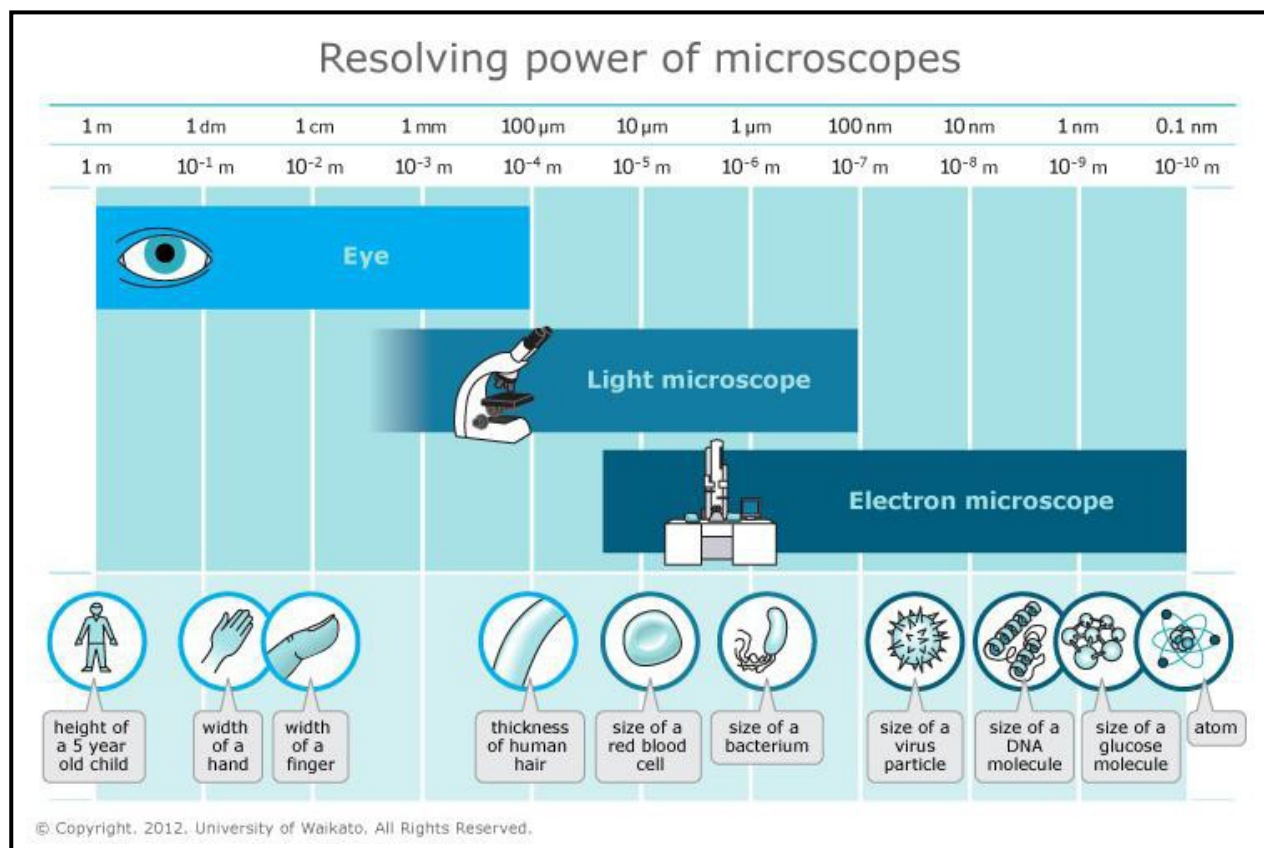 Resolving power of microscopes
1 m 1 dm 1 cm 1 mm 100 µm 10 µm 1 µm 100 nm 10 nm 1 nm 0.1 nm
1 m 10⁻¹ m 10⁻² m 10⁻³ m 10⁻⁴ m 10⁻⁵ m 10⁻⁶ m 10⁻⁷ m 10⁻⁸ m 10⁻⁹ m 10⁻¹⁰ m
Eye
Light microscope
Electron microscope
height of
a 5 year
old child
width
of a
hand
width
of a
finger
thickness
of human
hair
size of a
red blood
cell
size of a
bacterium
size of a
virus
particle
size of a
DNA
molecule
size of a
glucose
molecule
atom
© Copyright. 2012. University of Waikato. All Rights Reserved.